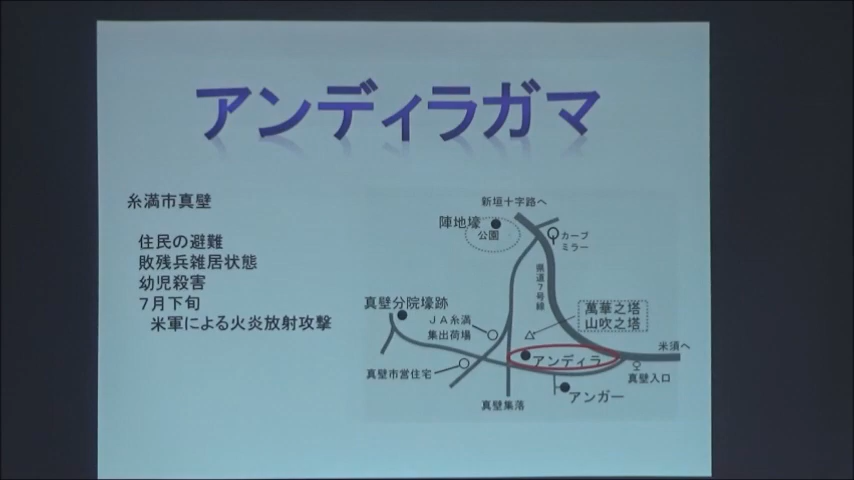 アンディラガマ
糸満市真壁
住民の避難
敗残兵雑居状態
幼児殺害
7月下旬
米軍による火炎放射攻撃
新垣十字路へ
陣地壕
公園
カーブ
ミラー
県道7号線
真壁分院壕跡
JA糸満
集出荷場
萬華之塔
山吹之塔
米須へ
アンディラ
真壁市営住宅
真壁入口
アンガー
真壁集落